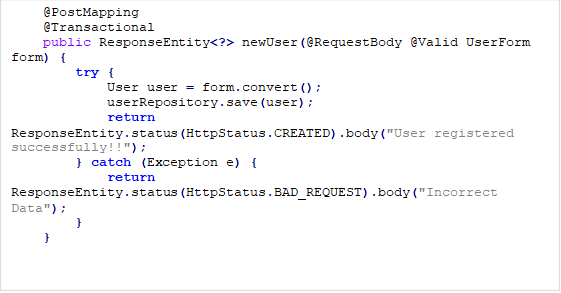 @PostMapping
@Transactional
public ResponseEntity<?> newUser(@RequestBody @Valid UserForm
form) {
try {
User user = form.convert();
userRepository.save(user);
return
ResponseEntity.status(HttpStatus.CREATED).body("User registered
successfully!!");
} catch (Exception e) {
return
ResponseEntity.status(HttpStatus.BAD_REQUEST).body("Incorrect
Data");
}
}